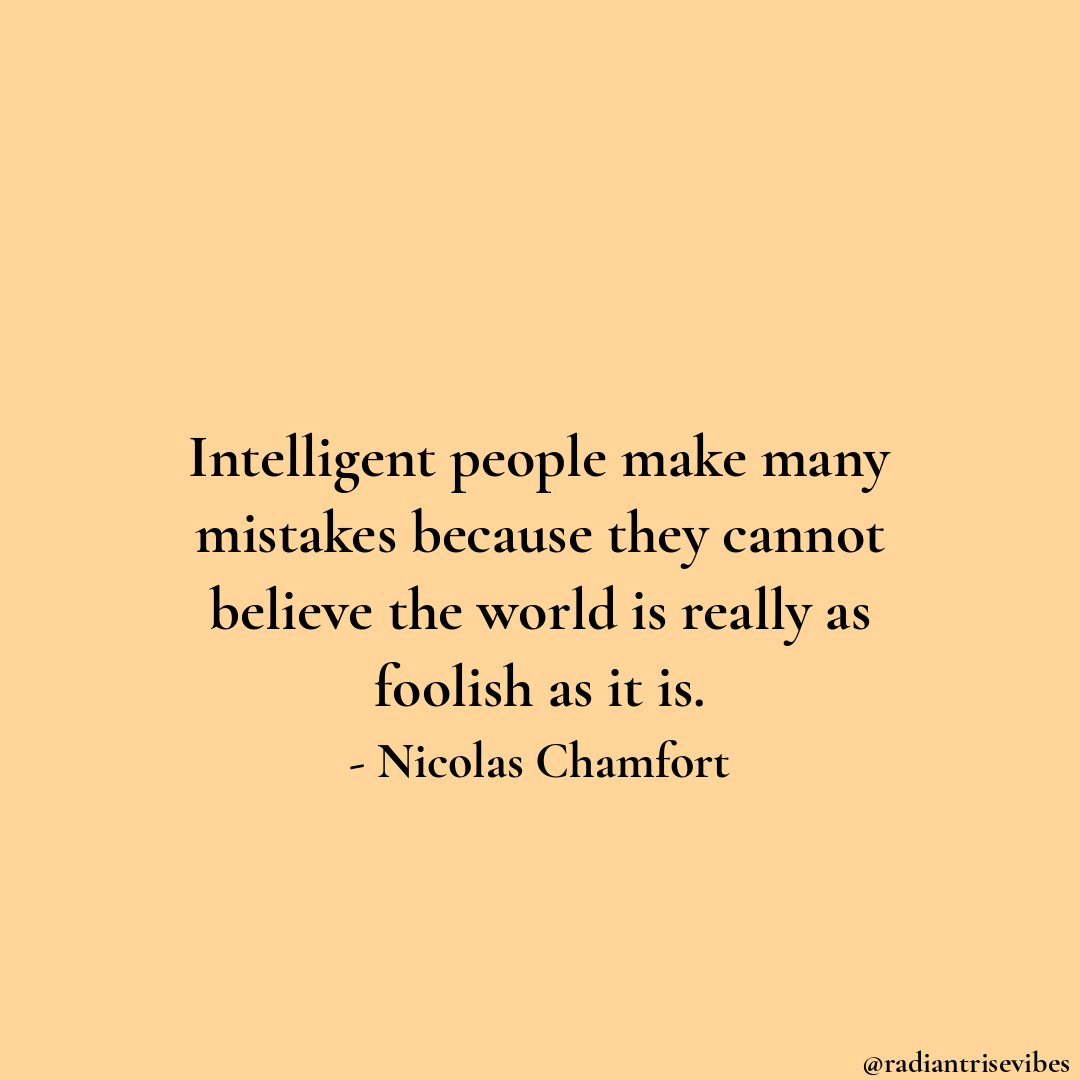 Intelligent people make many
mistakes because they cannot
believe the world is really as
foolish as it is.
- Nicolas Chamfort
@radiantrisevibes